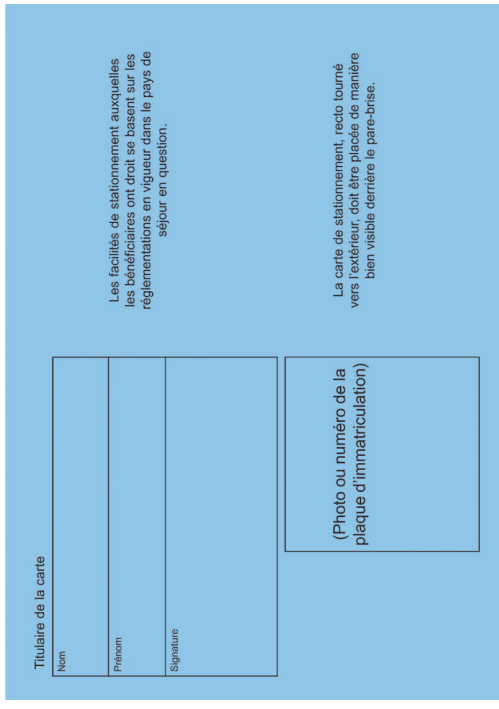 Titulaire de la carte
Nom
Prénom
Signature
(Photo ou numéro de la
plaque d'immatriculation)
Les facilités de stationnement auxquelles
les bénéficiaires ont droit se basent sur les
réglementations en vigueur dans le pays de
séjour en question.
La carte de stationnement, recto tourné
vers l'extérieur, doit être placée de manière
bien visible derrière le pare-brise.